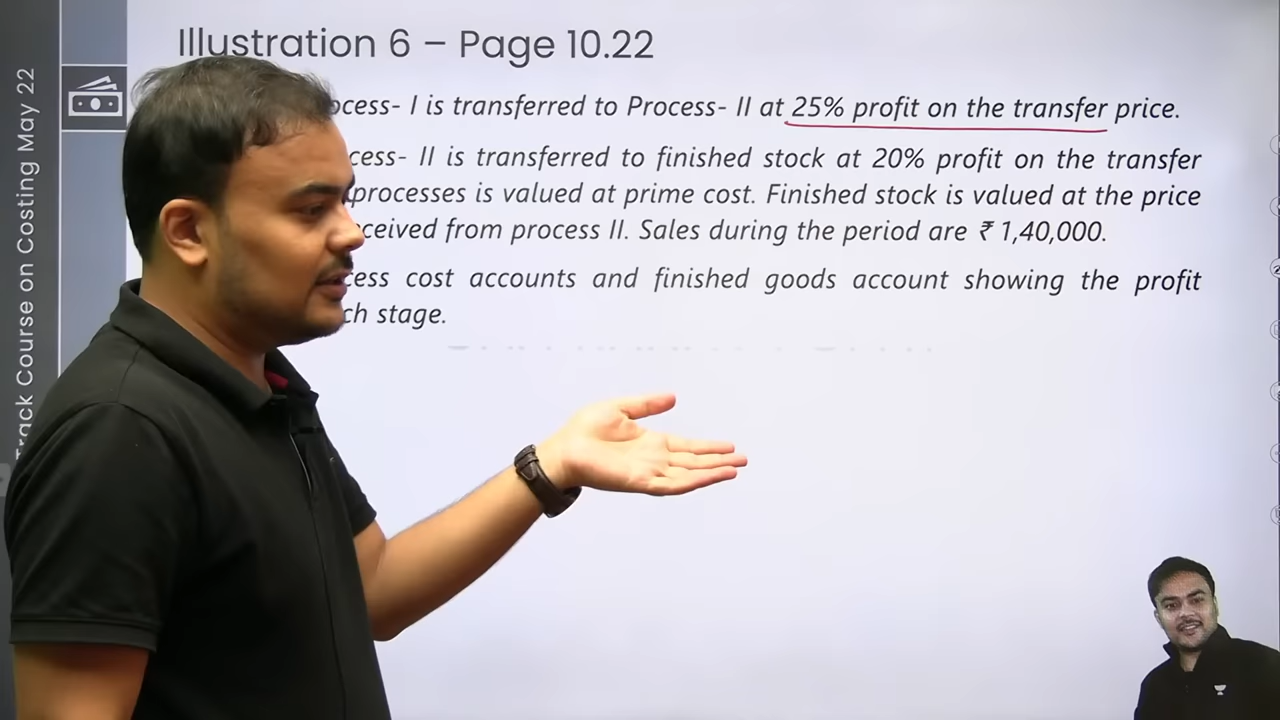 Illustration 6 – Page 10.22
Track Course on Costing May 22
cess- I is transferred to Process- II at 25% profit on the transfer price.
cess- II is transferred to finished stock at 20% profit on the transfer
processes is valued at prime cost. Finished stock is valued at the price
ceived from process II. Sales during the period are ₹ 1,40,000.
cess cost accounts and finished goods account showing the profit
ch stage.